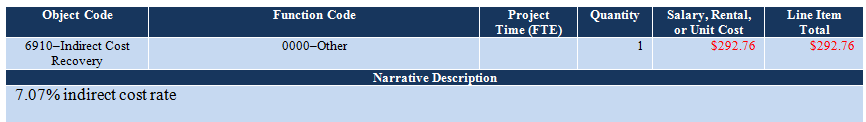 Object Code Function Code Project Time (FTE) Quantity Salary, Rental, or Unit Cost Line Item Total
6910–Indirect Cost Recovery 0000–Other 1 $292.76 $292.76
Narrative Description
7.07% indirect cost rate